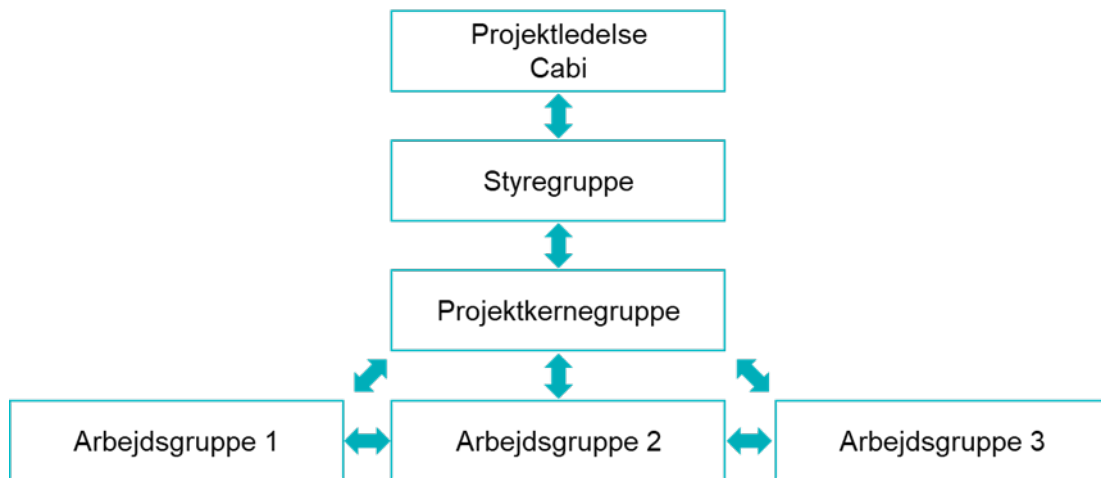 Projektledelse
Cabi
Styregruppe
Projektkernegruppe
Arbejdsgruppe 1
Arbejdsgruppe 2
Arbejdsgruppe 3